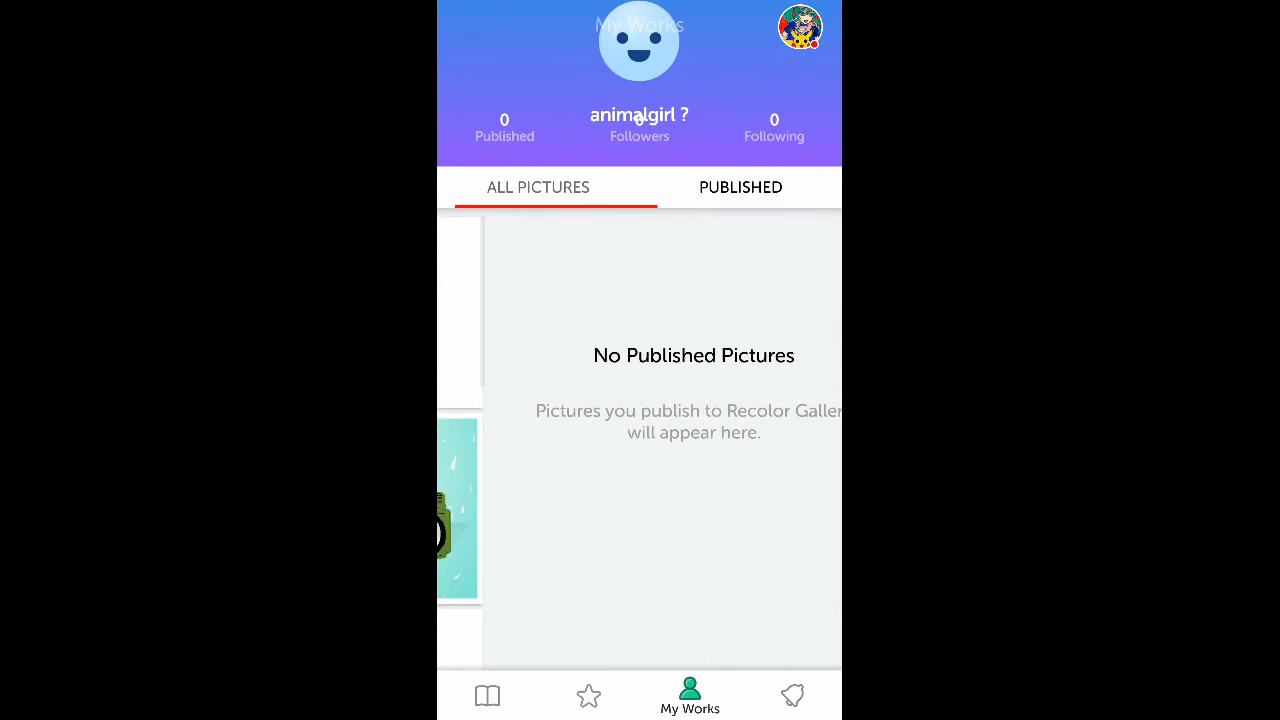 My Works
animalgirl ?
0 0 0
Published Followers Following
ALL PICTURES PUBLISHED
No Published Pictures
Pictures you publish to Recolor Galler
will appear here.
My Works